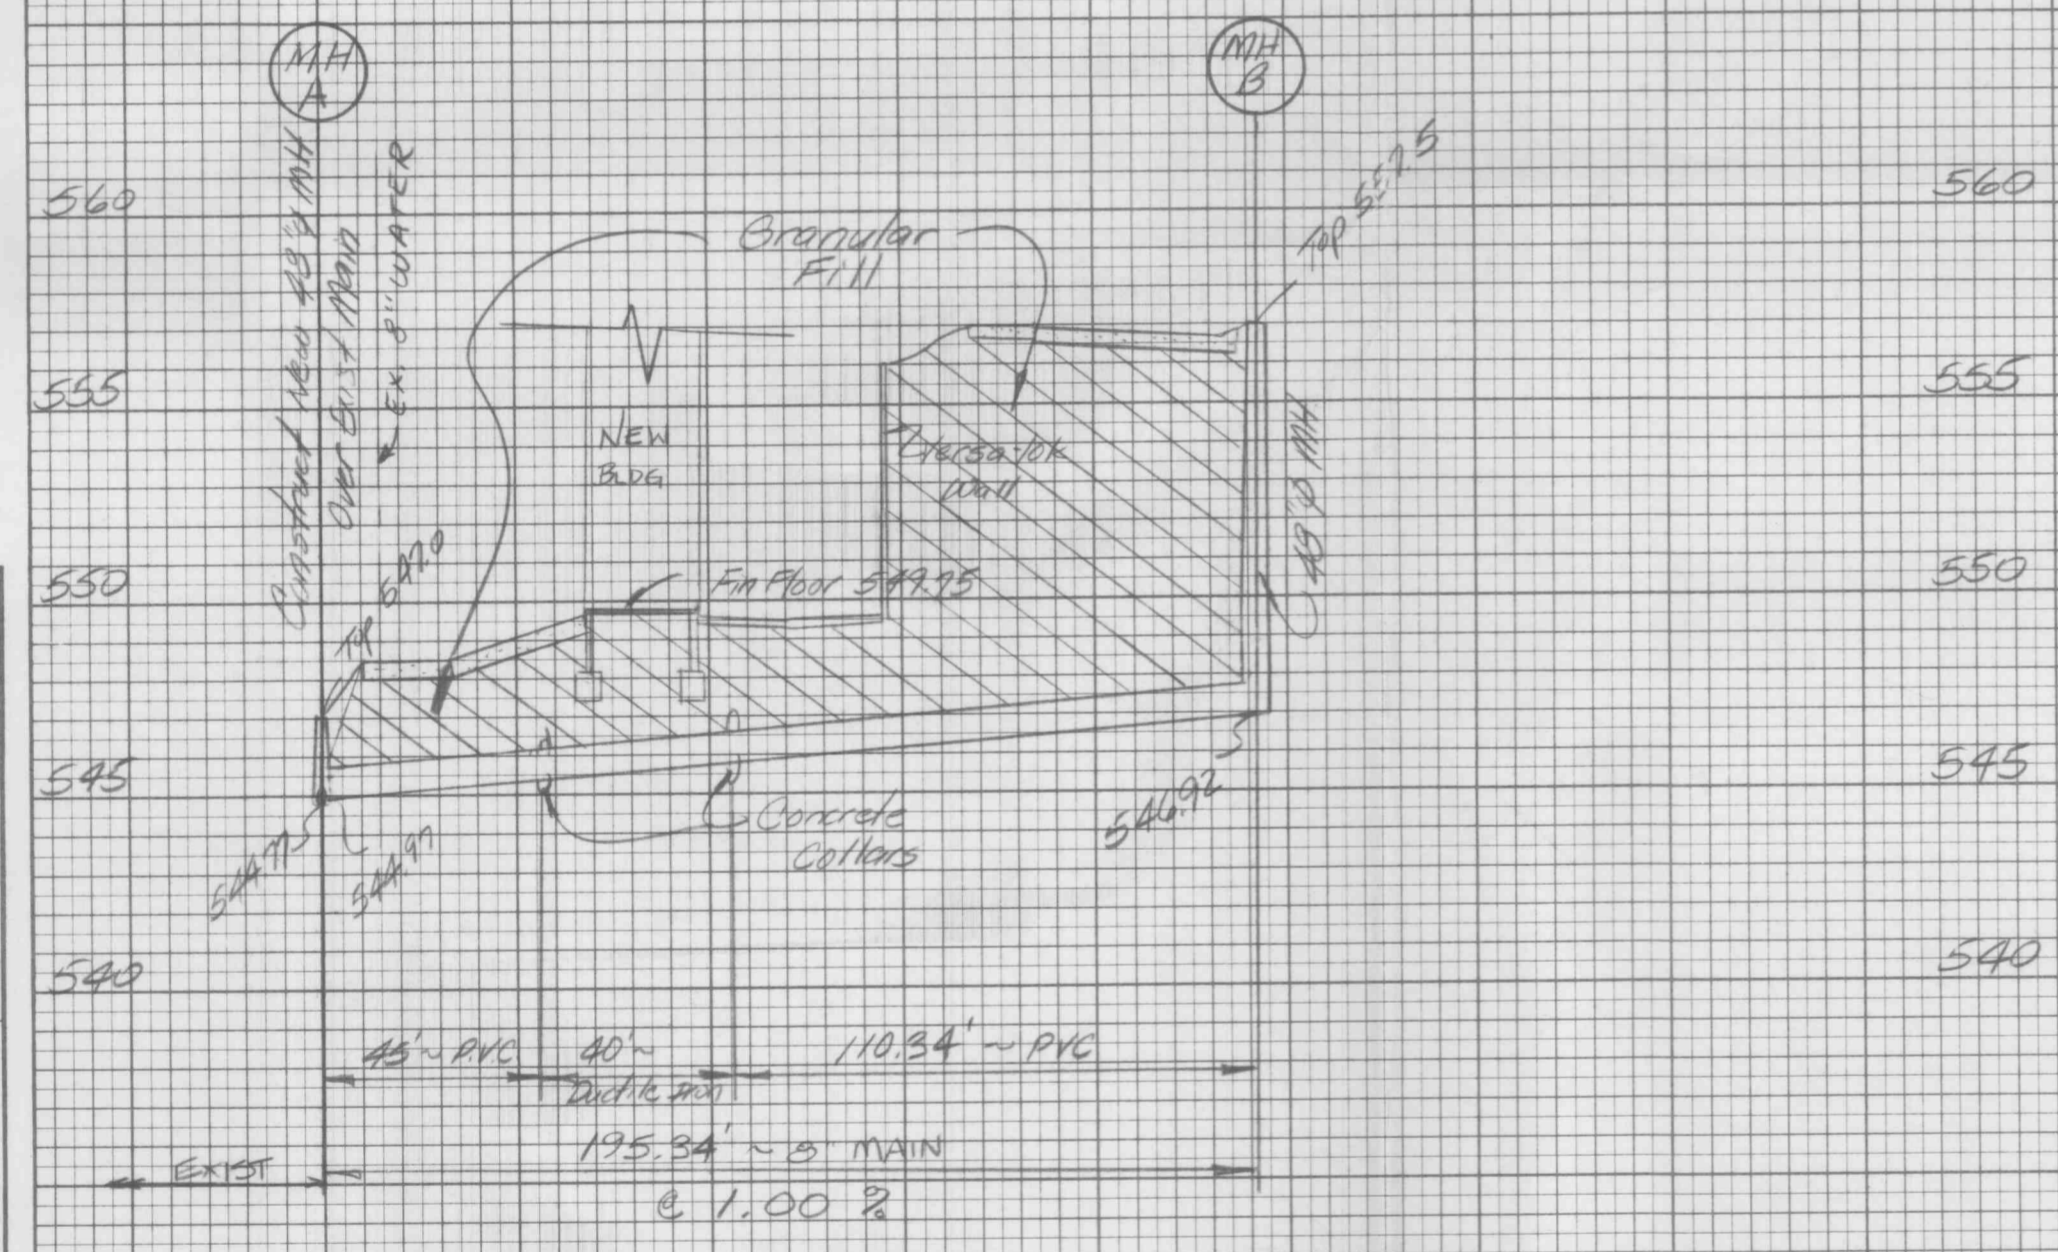 MH
A
MH
B
Construct New 48"ø MH
Over Exist Main
Ex. 8" WATER
Top 557.5
560
560
Granular
Fill
555
555
NEW
BLDG
Versa-lok
Wall
48"ø MH
Top 547.0
550
Fin Floor 549.75
550
545
545
544.77
544.97
Concrete
Collars
546.92
540
540
45' ~ P.V.C.
40' ~
Ductile Iron
110.34' ~ PVC
195.34' ~ 8" MAIN
EXIST
@ 1.00 %